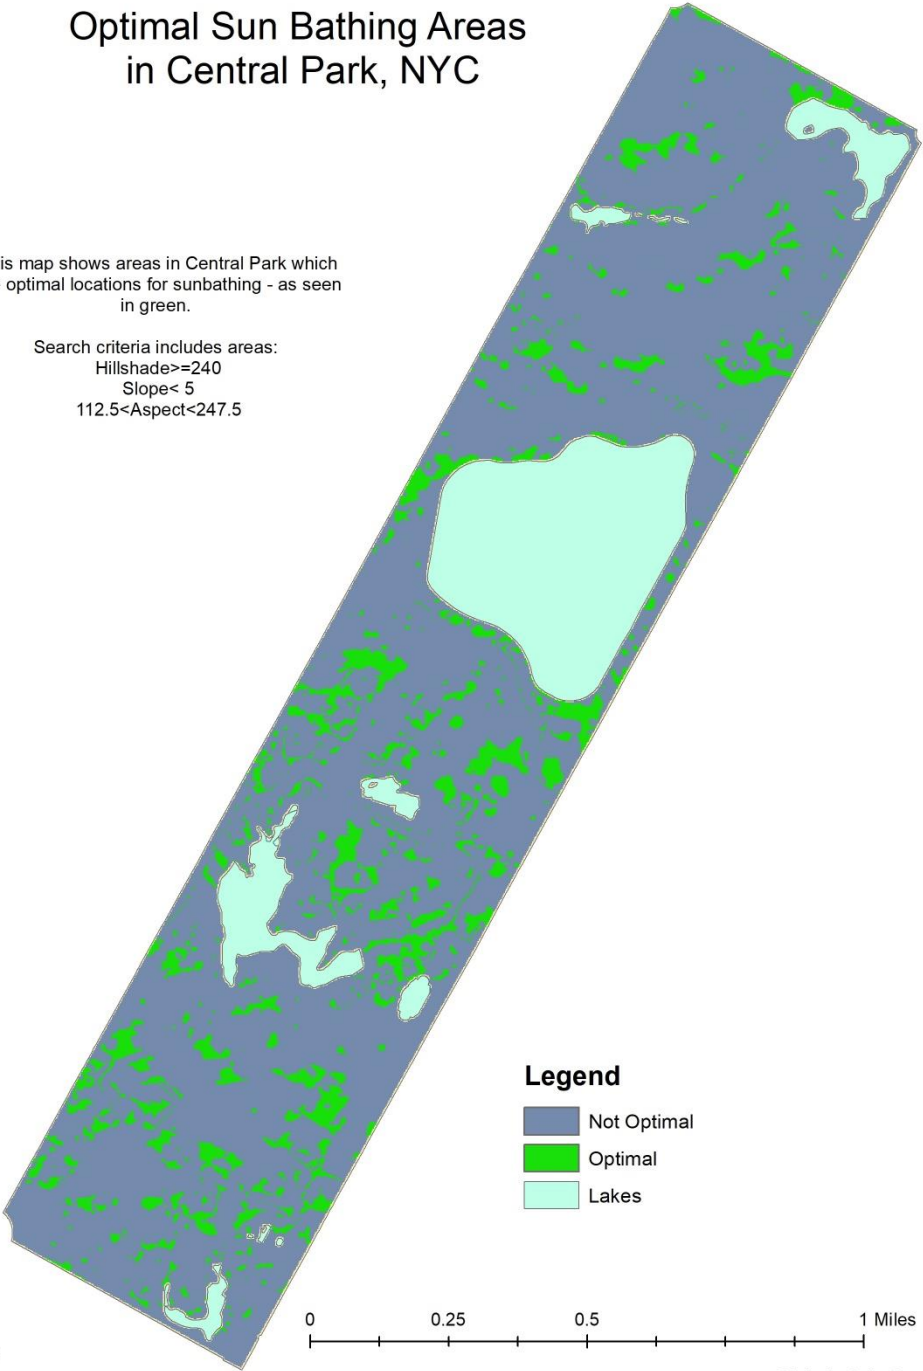 Optimal Sun Bathing Areas
in Central Park, NYC
is map shows areas in Central Park which
optimal locations for sunbathing - as seen
in green.
Search criteria includes areas:
Hillshade>=240
Slope< 5
112.5<Aspect<247.5
Legend
Not Optimal
Optimal
Lakes
0 0.25 0.5 1 Miles